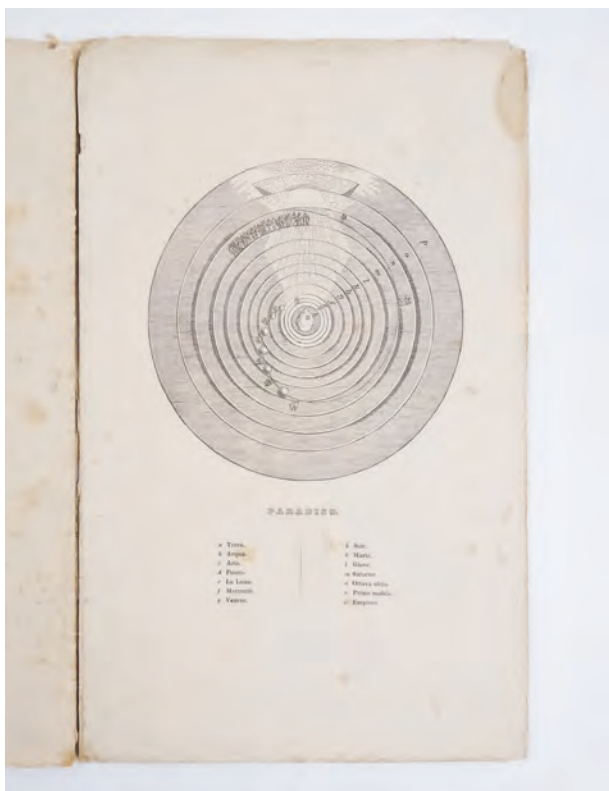 PARADISO.
a Terra.
b Acqua.
c Aria.
d Fuoco.
e La Luna.
f Mercurio.
g Venere.
h Sole.
k Marte.
l Giove.
m Saturno
Ottava sfera.
Primo mobile.
Empireo